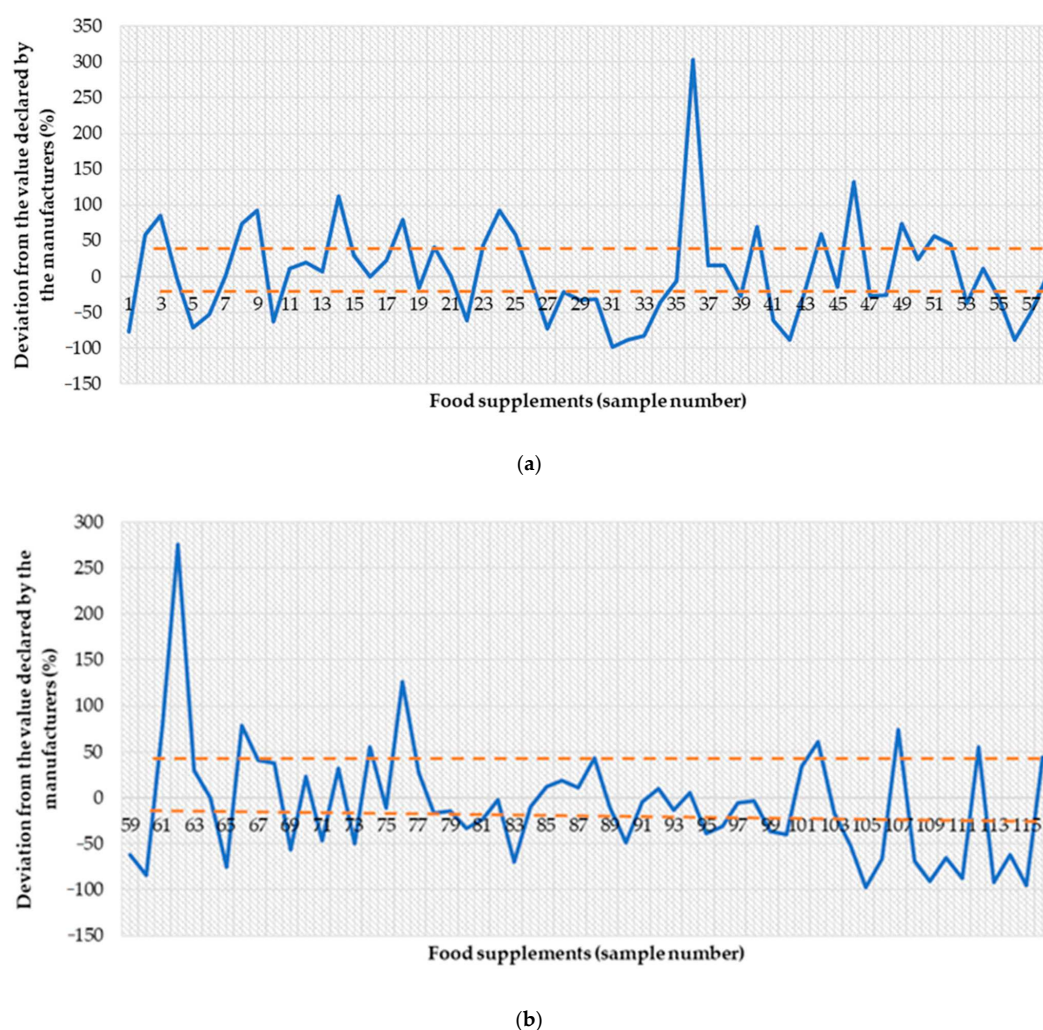 350
300
250
200
150
100
50
0
−50
−100
−150
Deviation from the value declared by
the manufacturers (%)
1 3 5 7 9 11 13 15 17 19 21 23 25 27 29 31 33 35 37 39 41 43 45 47 49 51 53 55 57
Food supplements (sample number)
(a)
300
250
200
150
100
50
0
−50
−100
−150
Deviation from the value declared by the
manufacturers (%)
59 61 63 65 67 69 71 73 75 77 79 81 83 85 87 89 91 93 95 97 99 101 103 105 107 109 111 113 115
Food supplements (sample number)
(b)